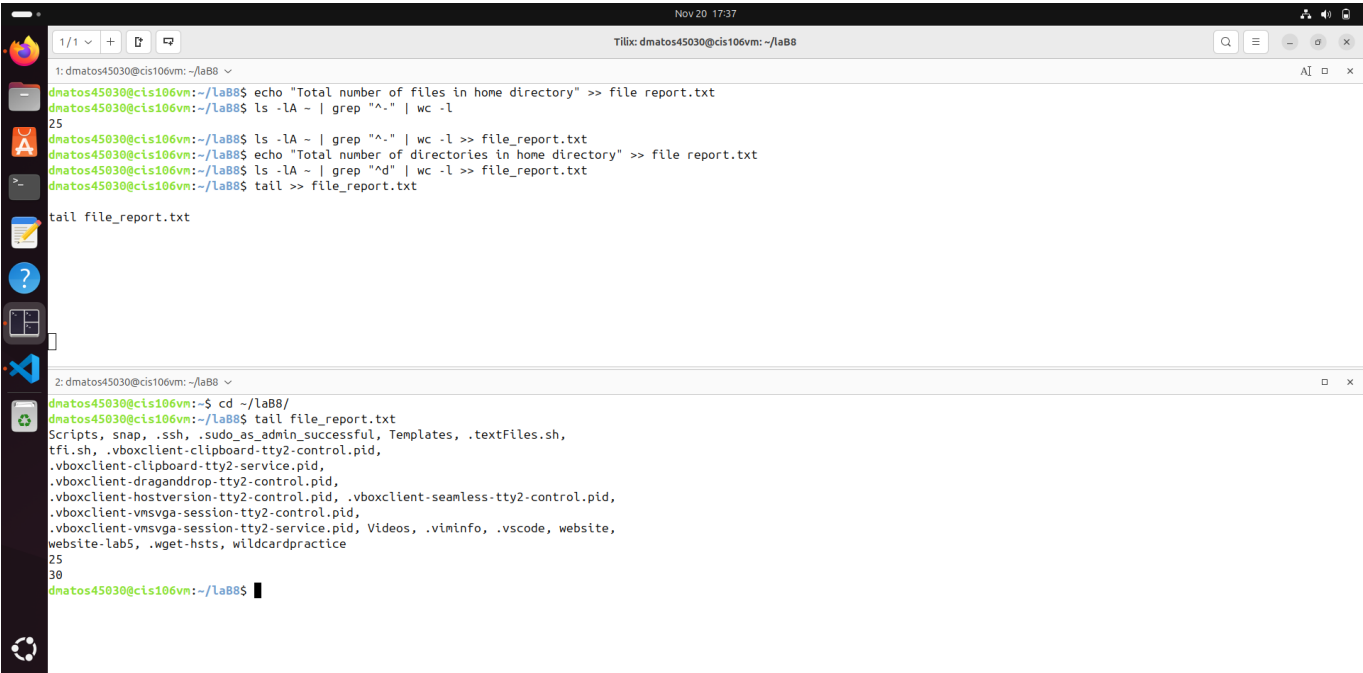 Nov 20 17:37
1/1
Tilix: dmatos45030@cis106vm: ~/laB8
1: dmatos45030@cis106vm: ~/laB8
dmatos45030@cis106vm:~/laB8$ echo "Total number of files in home directory" >> file report.txt
dmatos45030@cis106vm:~/laB8$ ls -lA ~ | grep "^-" | wc -l
25
dmatos45030@cis106vm:~/laB8$ ls -lA ~ | grep "^-" | wc -l >> file_report.txt
dmatos45030@cis106vm:~/laB8$ echo "Total number of directories in home directory" >> file report.txt
dmatos45030@cis106vm:~/laB8$ ls -lA ~ | grep "^d" | wc -l >> file_report.txt
dmatos45030@cis106vm:~/laB8$ tail >> file_report.txt
tail file_report.txt
2: dmatos45030@cis106vm: ~/laB8
dmatos45030@cis106vm:~$ cd ~/laB8/
dmatos45030@cis106vm:~/laB8$ tail file_report.txt
Scripts, snap, .ssh, .sudo_as_admin_successful, Templates, .textFiles.sh,
tfi.sh, .vboxclient-clipboard-tty2-control.pid,
.vboxclient-clipboard-tty2-service.pid,
.vboxclient-draganddrop-tty2-control.pid,
.vboxclient-hostversion-tty2-control.pid, .vboxclient-seamless-tty2-control.pid,
.vboxclient-vmsvga-session-tty2-control.pid,
.vboxclient-vmsvga-session-tty2-service.pid, Videos, .viminfo, .vscode, website,
website-lab5, .wget-hsts, wildcardpractice
25
30
dmatos45030@cis106vm:~/laB8$